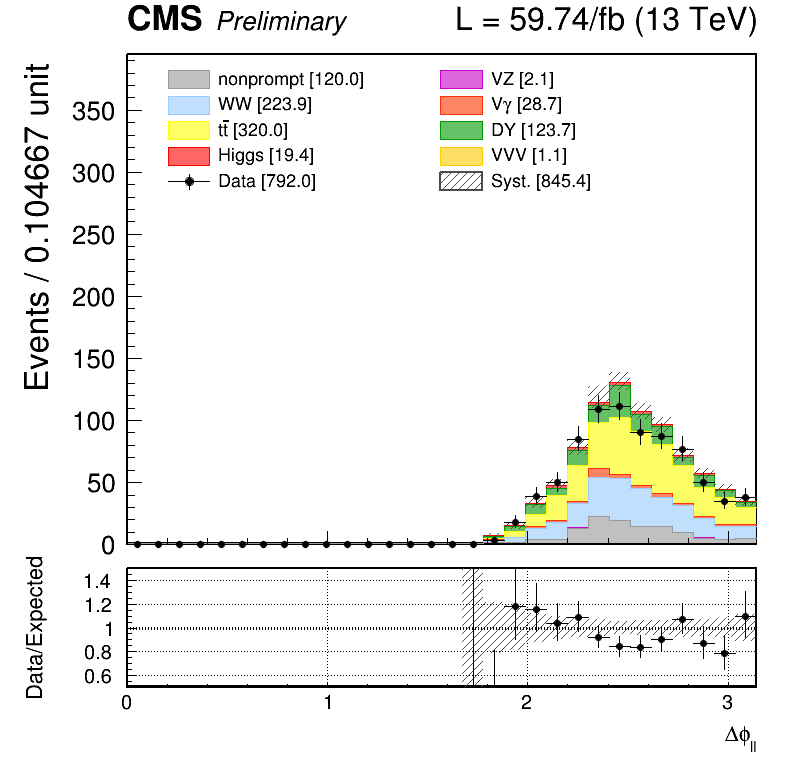 CMS Preliminary L = 59.74/fb (13 TeV)
Events / 0.104667 unit
nonprompt [120.0] VZ [2.1]
WW [223.9] Vγ [28.7]
tt̄ [320.0] DY [123.7]
Higgs [19.4] VVV [1.1]
Data [792.0] Syst. [845.4]
350
300
250
200
150
100
50
0
Data/Expected
1.4
1.2
1
0.8
0.6
0 1 2 3
Δφ_ll